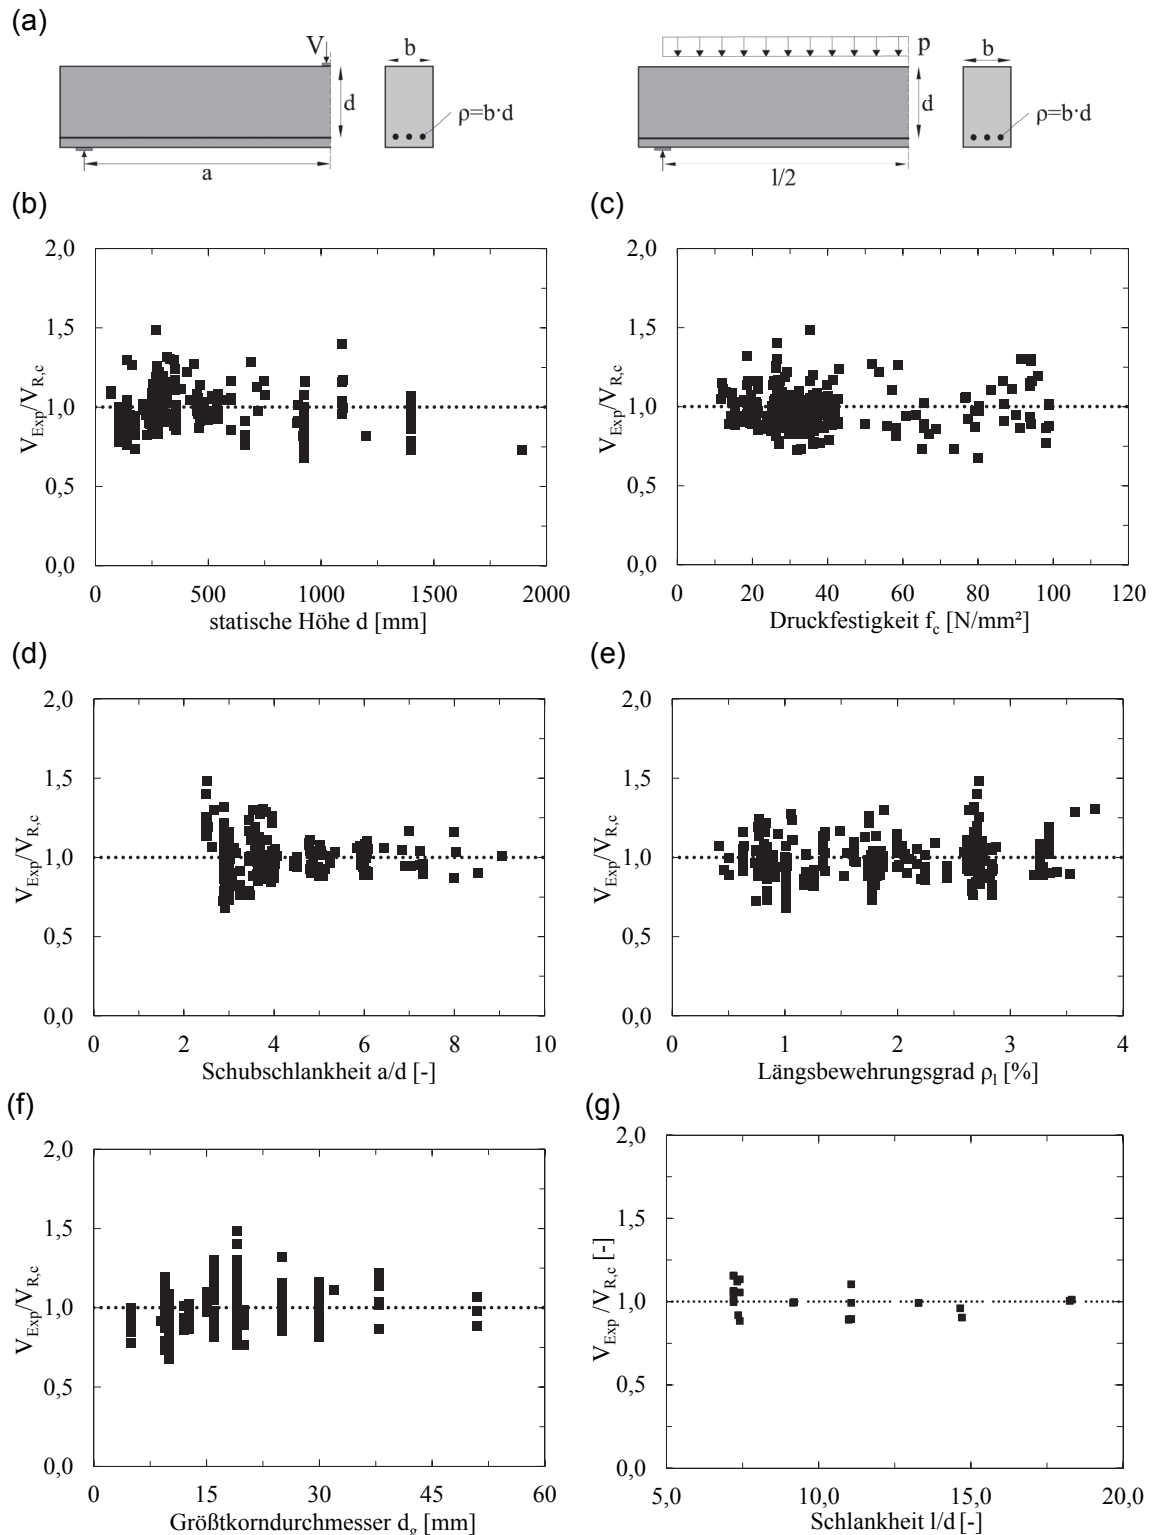 (a)
V b d ρ=b·d a
p b d ρ=b·d l/2
(b)
2,0
1,5
1,0
0,5
0,0
V_Exp/V_R,c
0 500 1000 1500 2000
statische Höhe d [mm]
(c)
2,0
1,5
1,0
0,5
0,0
V_Exp/V_R,c
0 20 40 60 80 100 120
Druckfestigkeit f_c [N/mm²]
(d)
2,0
1,5
1,0
0,5
0,0
V_Exp/V_R,c
0 2 4 6 8 10
Schubschlankheit a/d [-]
(e)
2,0
1,5
1,0
0,5
0,0
V_Exp/V_R,c
0 1 2 3 4
Längsbewehrungsgrad ρ_l [%]
(f)
2,0
1,5
1,0
0,5
0,0
V_Exp/V_R,c
0 15 30 45 60
Größtkorndurchmesser d_g [mm]
(g)
2,0
1,5
1,0
0,5
0,0
V_Exp/V_R,c [-]
5,0 10,0 15,0 20,0
Schlankheit l/d [-]